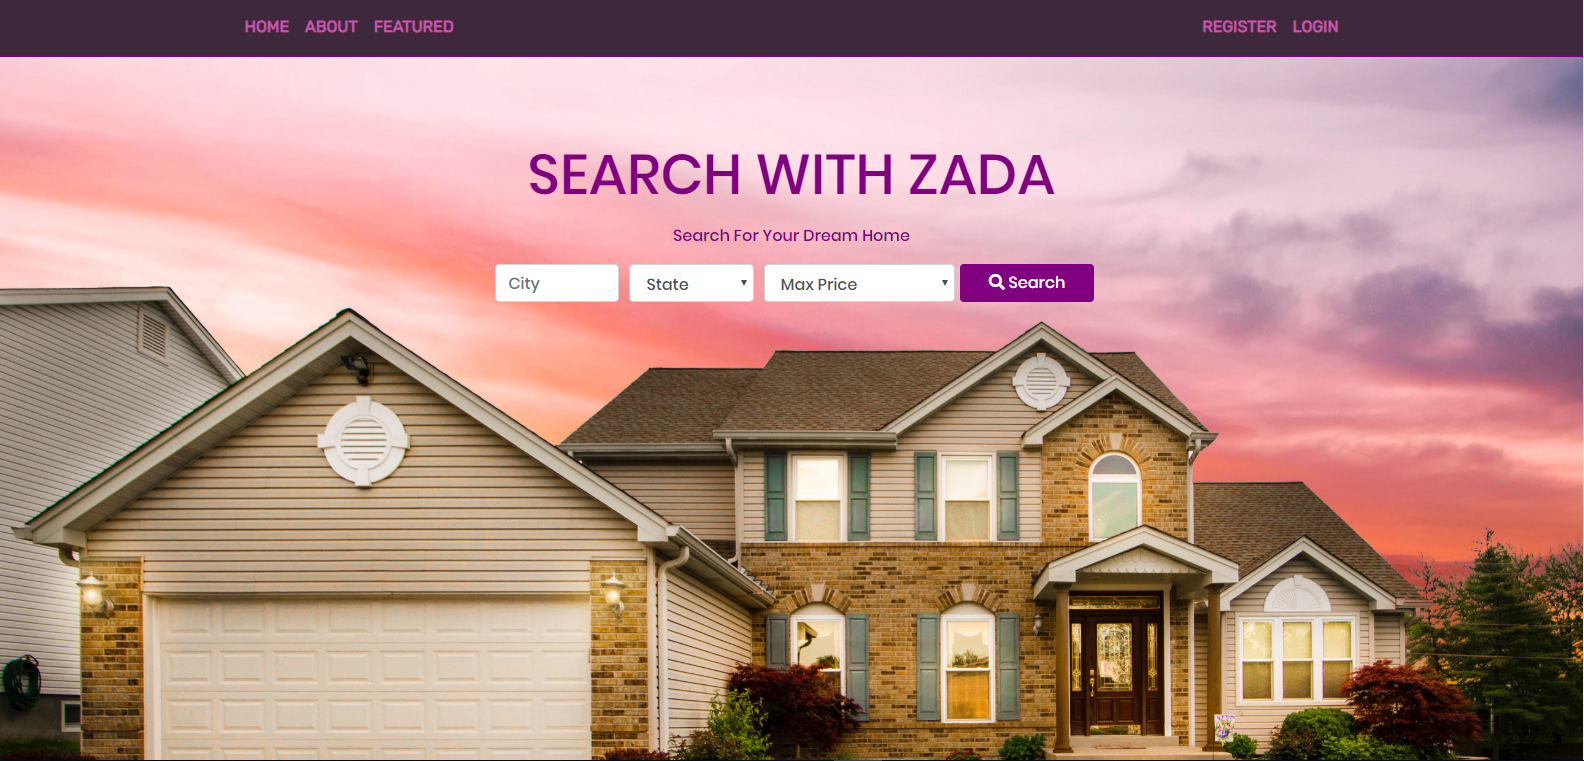 HOME ABOUT FEATURED REGISTER LOGIN
SEARCH WITH ZADA
Search For Your Dream Home
City State Max Price Search